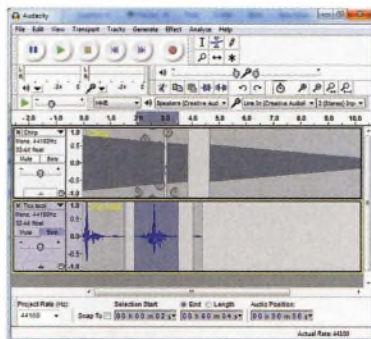 Audacity
File Edit View Transport Tracks Generate Effect Analyze Help
L
R
L
R
-24
0
-24
0
MME
Speakers (Creative Aud
Line In (Creative Audi
2 (Stereo) Inp
-2.0 -1.0 0.0 1.0 2.0 3.0 4.0 5.0 6.0 7.0 8.0 9.0 10.0
Chirp
Mono, 44100Hz
32-bit float
Mute Solo
1.0
0.5
0.0
-0.5
-1.0
Mono, 44100Hz
32-bit float
Mute Solo
1.0
0.5
0.0
-0.5
-1.0
Project Rate (Hz):
44100
Snap To
Selection Start
End Length
Audio Position:
Actual Rate: 44100